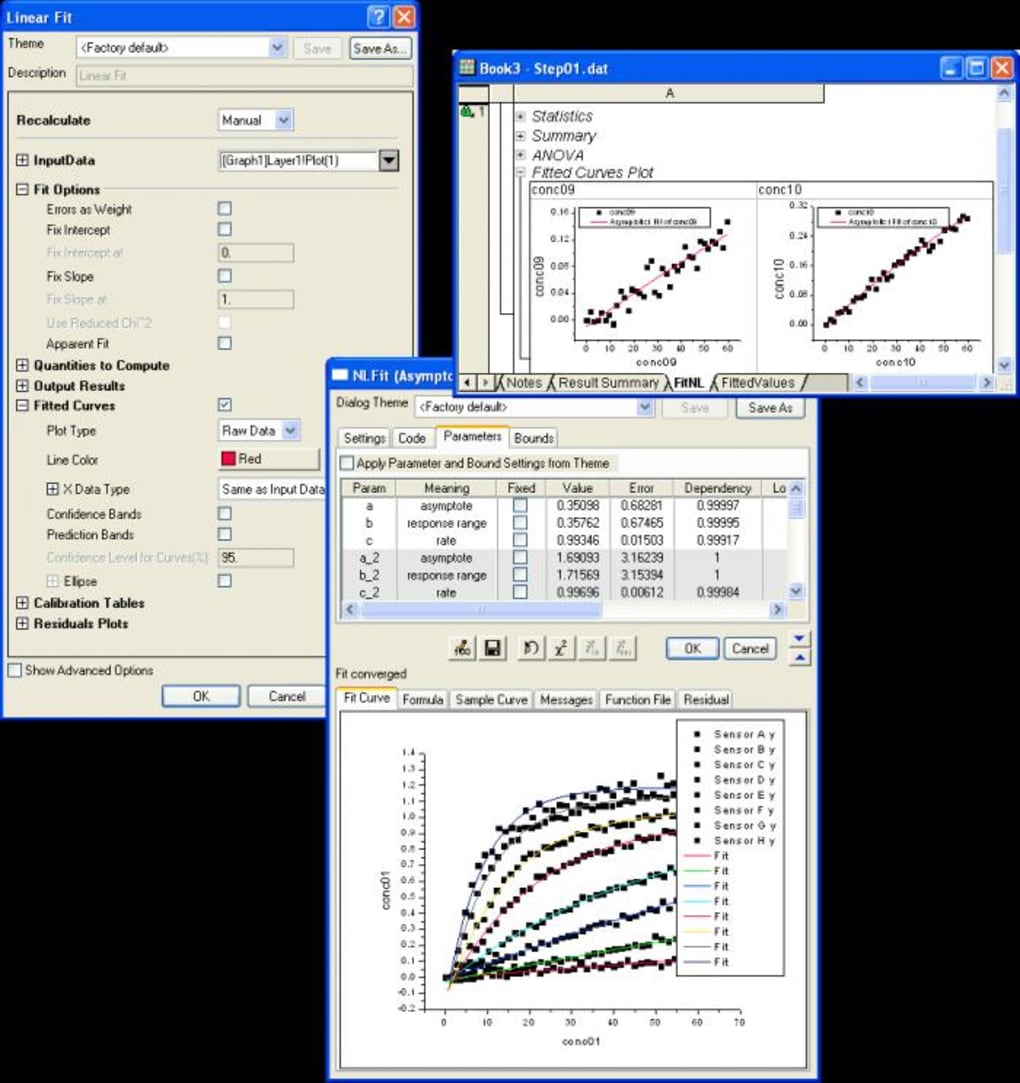 Linear Fit
Theme <Factory default> Save Save As...
Description Linear Fit
Recalculate Manual
InputData [Graph1]Layer1!Plot(1)
Fit Options
Errors as Weight
Fix Intercept
Fix Intercept at 0.
Fix Slope
Fix Slope at 1.
Use Reduced Chi^2
Apparent Fit
Quantities to Compute
Output Results
Fitted Curves
Plot Type Raw Data
Line Color Red
X Data Type Same as Input Data
Confidence Bands
Prediction Bands
Confidence Level for Curves(%) 95.
Ellipse
Calibration Tables
Residuals Plots
Show Advanced Options
OK Cancel
Book3 - Step01.dat
A
1
Statistics
Summary
ANOVA
Fitted Curves Plot
conc09 conc10
0.16
0.12
0.08
0.04
0.00
conc09
conc09
Asymptotic1 Fit of conc09
0 10 20 30 40 50 60
conc09
0.32
0.24
0.16
0.08
0.00
conc10
conc10
Asymptotic1 Fit of conc10
0 10 20 30 40 50 60
conc10
Notes Result Summary FitNL FittedValues
NLFit (Asympto
Dialog Theme <Factory default> Save Save As
Settings Code Parameters Bounds
Apply Parameter and Bound Settings from Theme
Param Meaning Fixed Value Error Dependency Lo
a asymptote 0.35098 0.68281 0.99997
b response range 0.35762 0.67465 0.99995
c rate 0.99346 0.01503 0.99917
a_2 asymptote 1.69093 3.16239 1
b_2 response range 1.71569 3.15394 1
c_2 rate 0.99696 0.00612 0.99984
OK Cancel
Fit converged
Fit Curve Formula Sample Curve Messages Function File Residual
1.4
1.3
1.2
1.1
1.0
0.9
0.8
0.7
0.6
0.5
0.4
0.3
0.2
0.1
0.0
-0.1
-0.2
conc01
0 10 20 30 40 50 60 70
conc01
Sensor A y
Sensor B y
Sensor C y
Sensor D y
Sensor E y
Sensor F y
Sensor G y
Sensor H y
Fit
Fit
Fit
Fit
Fit
Fit
Fit
Fit